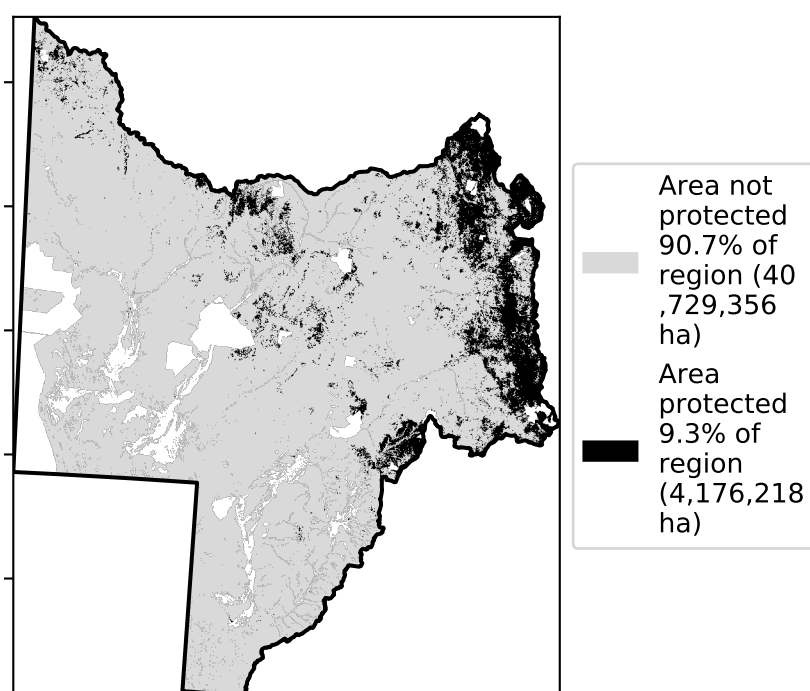 Area not
protected
90.7% of
region (40
,729,356
ha)
Area
protected
9.3% of
region
(4,176,218
ha)